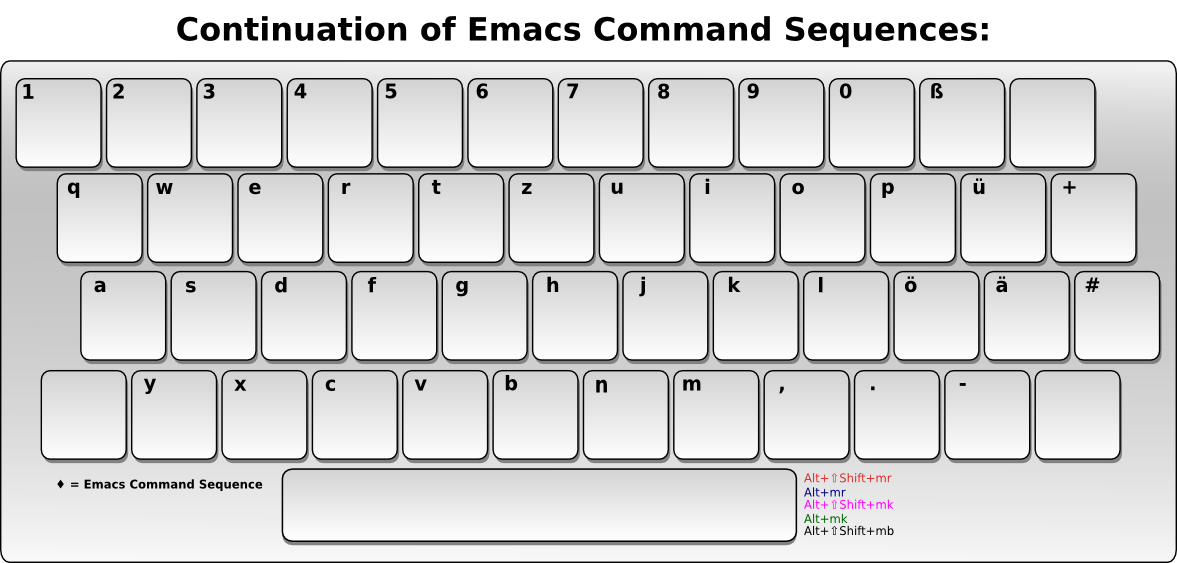 Continuation of Emacs Command Sequences:
1 2 3 4 5 6 7 8 9 0 ß
q w e r t z u i o p ü +
a s d f g h j k l ö ä #
y x c v b n m , . -
♦ = Emacs Command Sequence
Alt+⇧Shift+mr
Alt+mr
Alt+⇧Shift+mk
Alt+mk
Alt+⇧Shift+mb